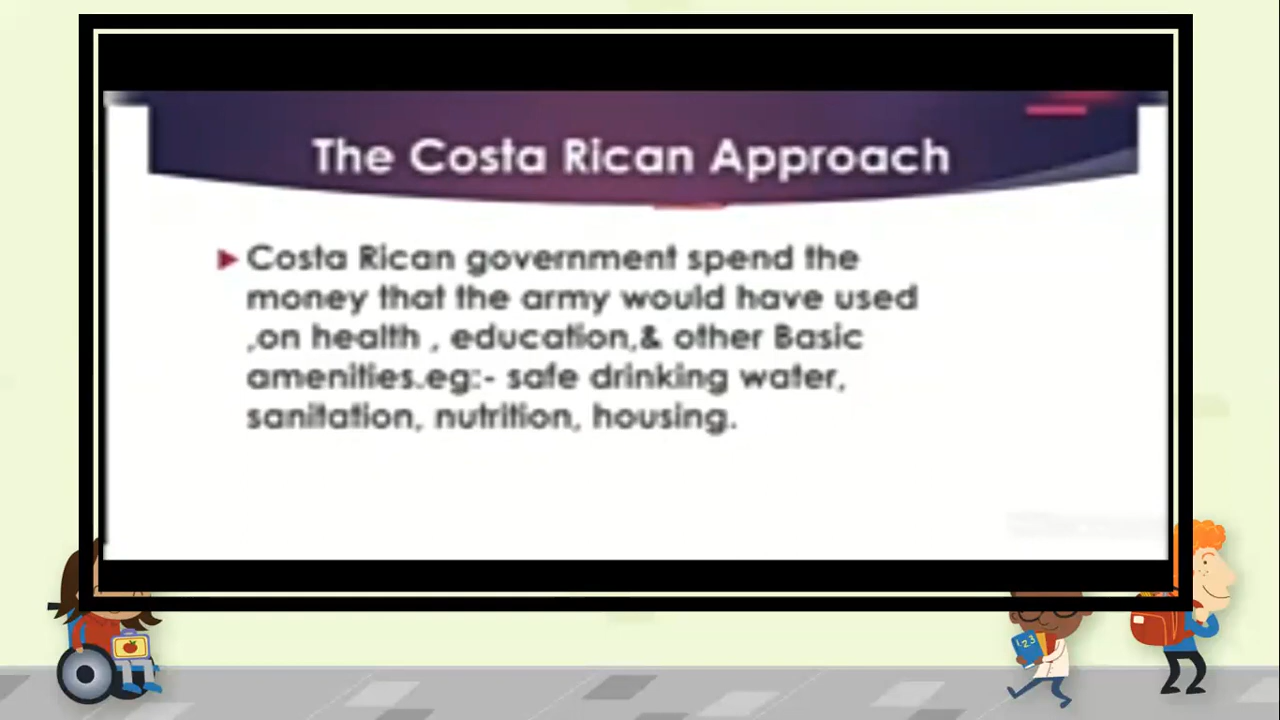 The Costa Rican Approach
Costa Rican government spend the
money that the army would have used
,on health , education,& other Basic
amenities.eg:- safe drinking water,
sanitation, nutrition, housing.
123